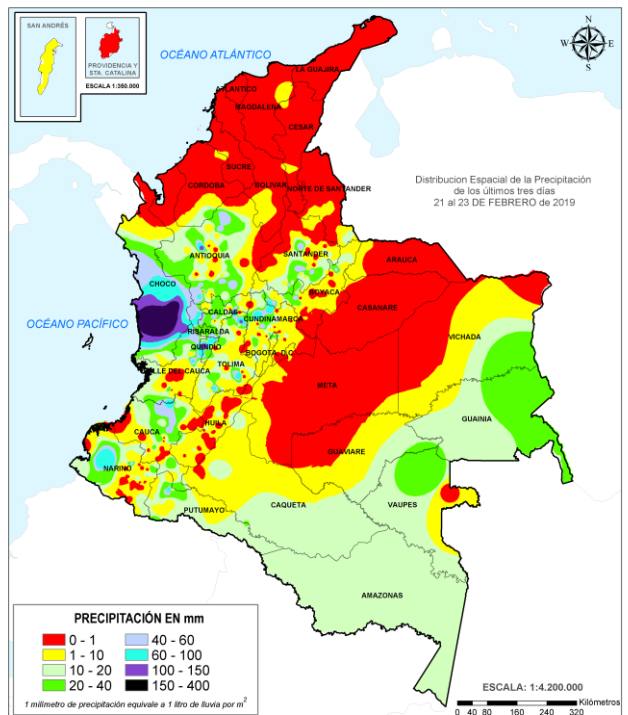 SAN ANDRÉS
PROVIDENCIA Y
STA. CATALINA
ESCALA 1:350.000
OCÉANO ATLÁNTICO
N
W E
S
LA GUAJIRA
ATLANTICO
MAGDALENA
CESAR
SUCRE
CORDOBA
BOLIVAR
NORTE DE SANTANDER
Distribucion Espacial de la Precipitación
de los últimos tres días
21 al 23 DE FEBRERO de 2019
ANTIOQUIA
SANTANDER
ARAUCA
CHOCO
BOYACA
CASANARE
OCÉANO PACÍFICO
CALDAS
CUNDINAMARCA
RISARALDA
VICHADA
QUINDIO
BOGOTA, D.C.
TOLIMA
VALLE DEL CAUCA
META
GUAINIA
CAUCA
HUILA
GUAVIARE
NARIÑO
CAQUETA
VAUPES
PUTUMAYO
AMAZONAS
PRECIPITACIÓN EN mm
0 - 1 40 - 60
1 - 10 60 - 100
10 - 20 100 - 150
20 - 40 150 - 400
1 milimetro de precipitación equivale a 1 litro de lluvia por m²
ESCALA: 1:4.200.000
Kilómetros
0 40 80 160 240 320